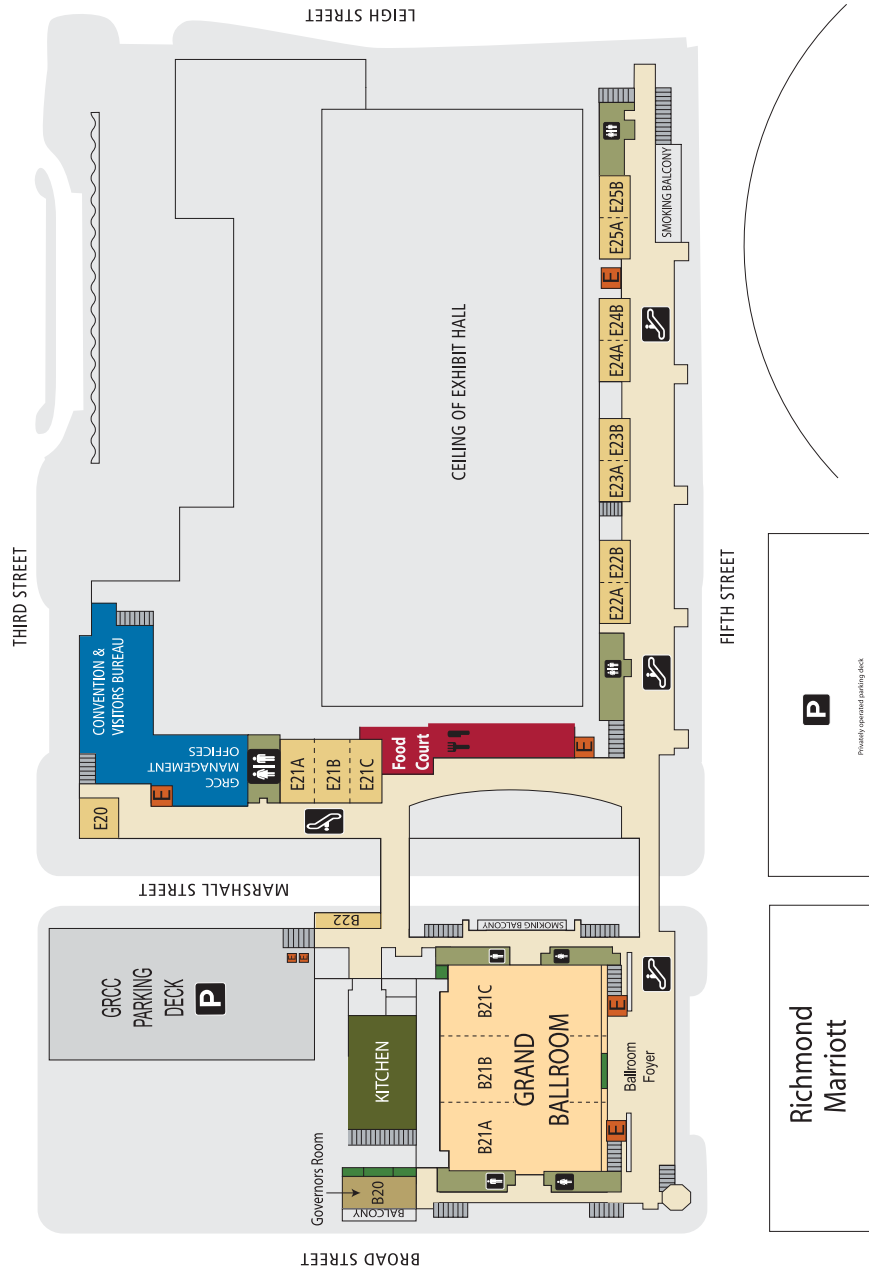 LEIGH STREET
THIRD STREET
CEILING OF EXHIBIT HALL
SMOKING BALCONY
E25A
E25B
E
E24A
E24B
E23A
E23B
E22A
E22B
FIFTH STREET
CONVENTION &
VISITORS BUREAU
GRCC
MANAGEMENT
OFFICES
E
E20
E21A
E21B
E21C
Food
Court
E
P
Privately operated parking deck
MARSHALL STREET
B22
GRCC
PARKING
DECK
P
E
E
SMOKING BALCONY
KITCHEN
B21A
B21B
B21C
GRAND
BALLROOM
E
E
Ballroom
Foyer
Governors Room
B20
BALCONY
Richmond
Marriott
BROAD STREET